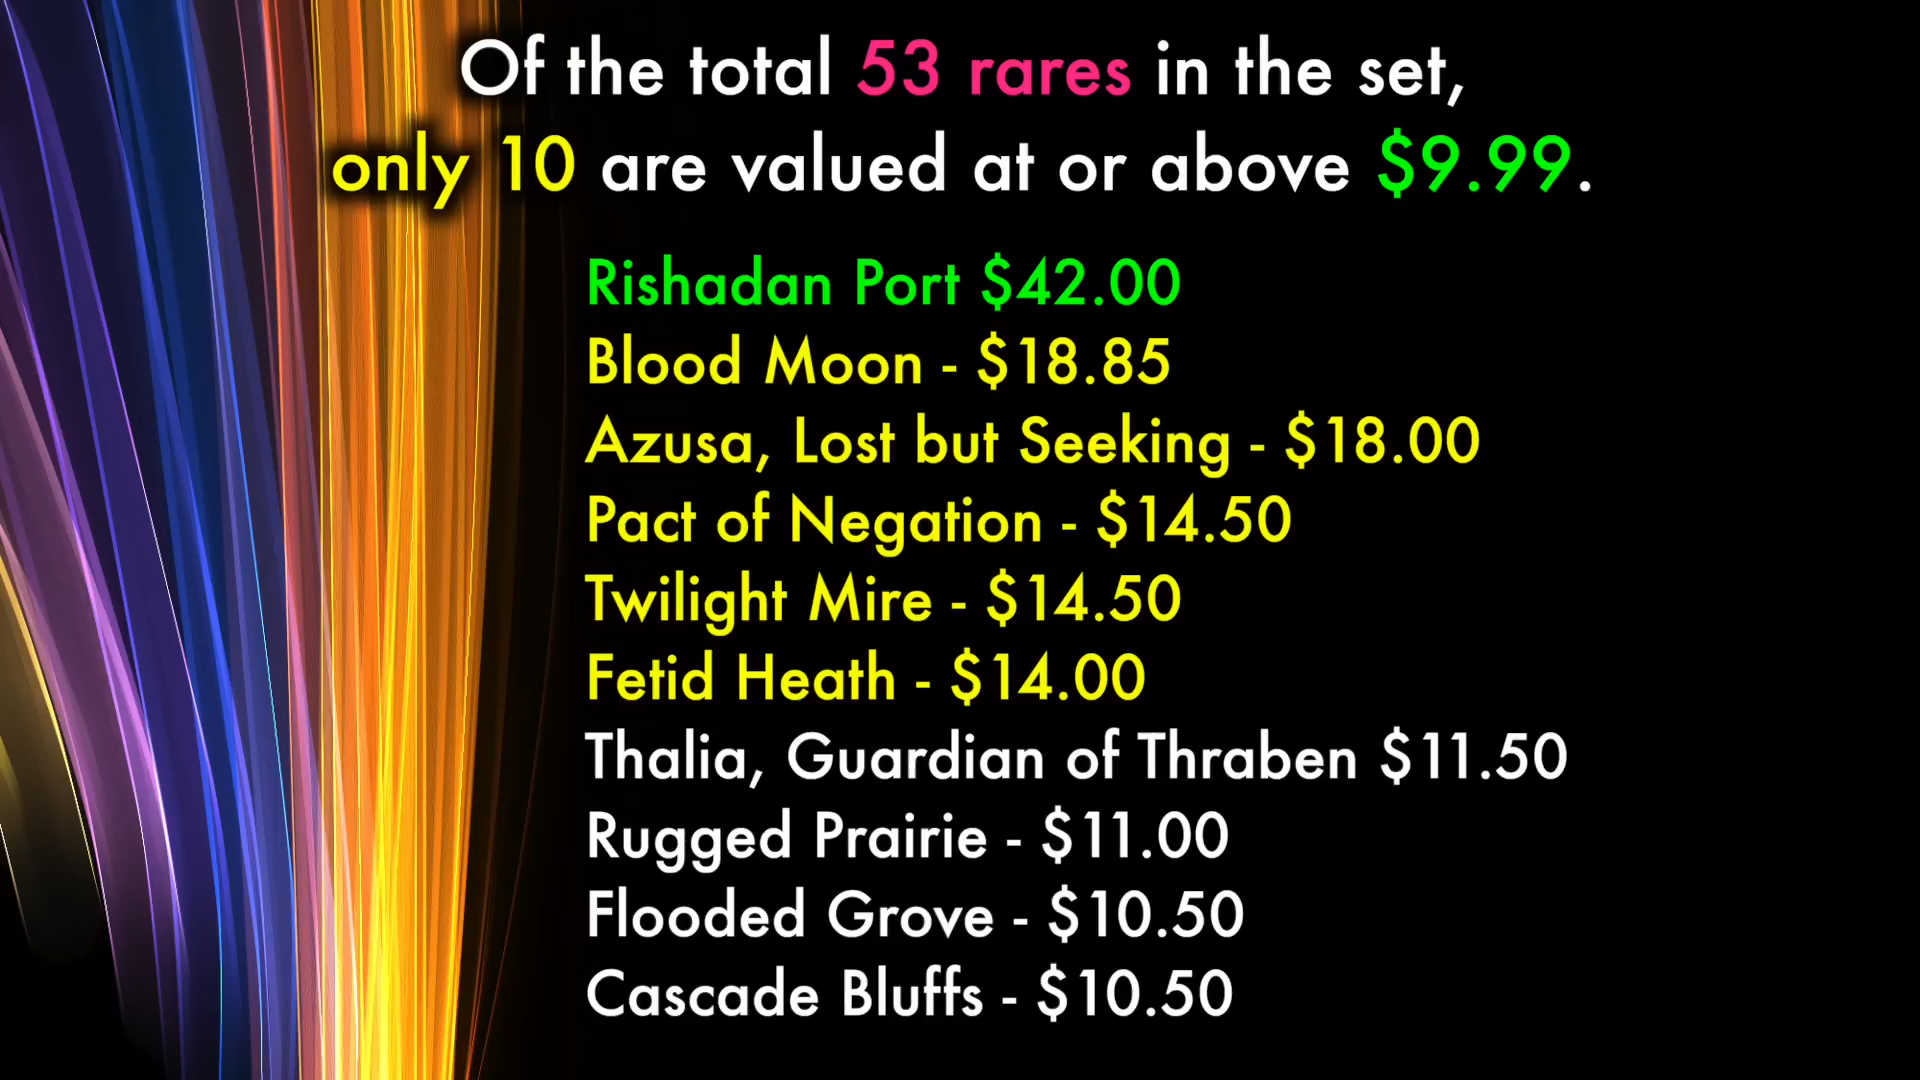 Of the total 53 rares in the set,
only 10 are valued at or above $9.99.
Rishadan Port $42.00
Blood Moon - $18.85
Azusa, Lost but Seeking - $18.00
Pact of Negation - $14.50
Twilight Mire - $14.50
Fetid Heath - $14.00
Thalia, Guardian of Thraben $11.50
Rugged Prairie - $11.00
Flooded Grove - $10.50
Cascade Bluffs - $10.50